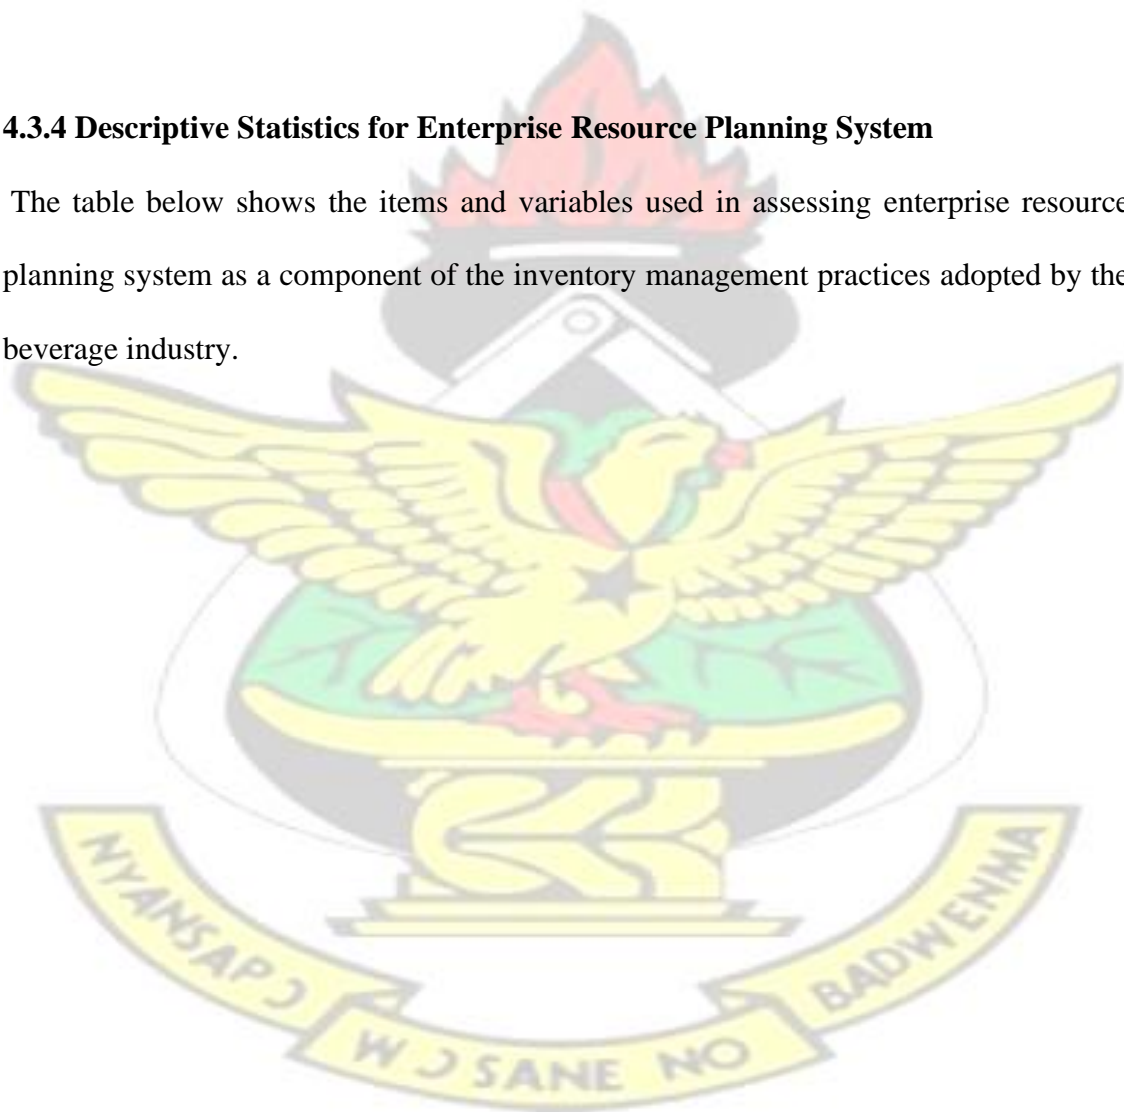 4.3.4 Descriptive Statistics for Enterprise Resource Planning System
The table below shows the items and variables used in assessing enterprise resource
planning system as a component of the inventory management practices adopted by the
beverage industry.
NYANSAPƆ
WƆSANE NO
BADWENMA